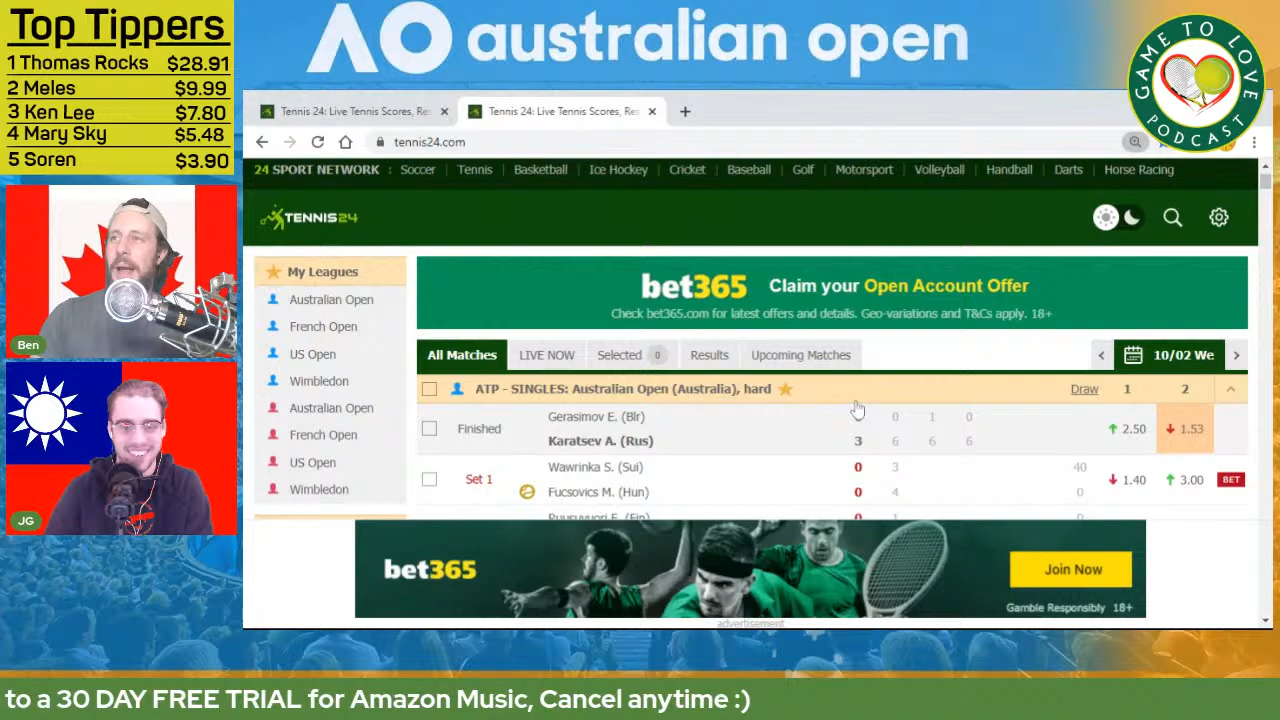 Top Tippers
1 Thomas Rocks $28.91
2 Meles $9.99
3 Ken Lee $7.80
4 Mary Sky $5.48
5 Soren $3.90
Ben
JG
AO australian open
GAME TO LOVE
PODCAST
Tennis 24: Live Tennis Scores, Res
Tennis 24: Live Tennis Scores, Res
tennis24.com
24 SPORT NETWORK : Soccer Tennis Basketball Ice Hockey Cricket Baseball Golf Motorsport Volleyball Handball Darts Horse Racing
TENNIS24
My Leagues
Australian Open
French Open
US Open
Wimbledon
Australian Open
French Open
US Open
Wimbledon
bet365 Claim your Open Account Offer
Check bet365.com for latest offers and details. Geo-variations and T&Cs apply. 18+
All Matches LIVE NOW Selected 0 Results Upcoming Matches < 10/02 We >
ATP - SINGLES: Australian Open (Australia), hard Draw 1 2
Finished Gerasimov E. (Blr) 0 1 0
Karatsev A. (Rus) 3 6 6 6 2.50 1.53
Wawrinka S. (Sui) 0 3 40
Set 1 1.40 3.00 BET
Fucsovics M. (Hun) 0 4 0
Ruusuvuori E. (Fin) 0 1
bet365
Join Now
Gamble Responsibly 18+
advertisement
to a 30 DAY FREE TRIAL for Amazon Music, Cancel anytime :)